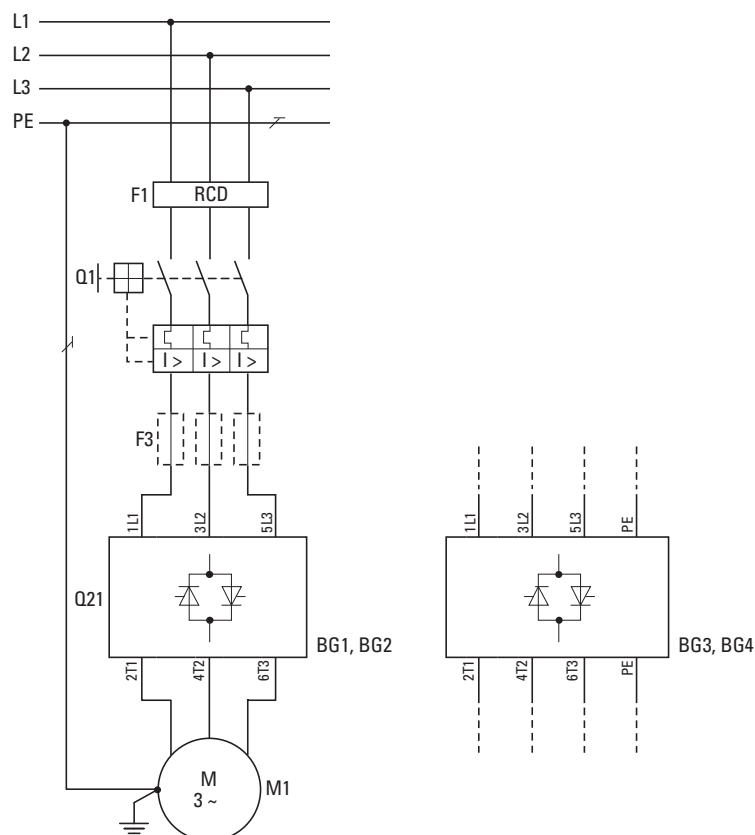 L1
L2
L3
PE
F1 RCD
Q1
I > I > I >
F3
1L1 3L2 5L3
1L1 3L2 5L3 PE
Q21
BG1, BG2
BG3, BG4
2T1 4T2 6T3
2T1 4T2 6T3 PE
M
3 ~
M1